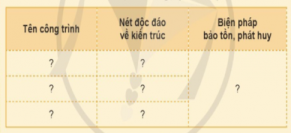 Tên công trình
Nét độc đáo
về kiến trúc
Biện pháp
bảo tồn, phát huy
? ?
? ? ?
? ?